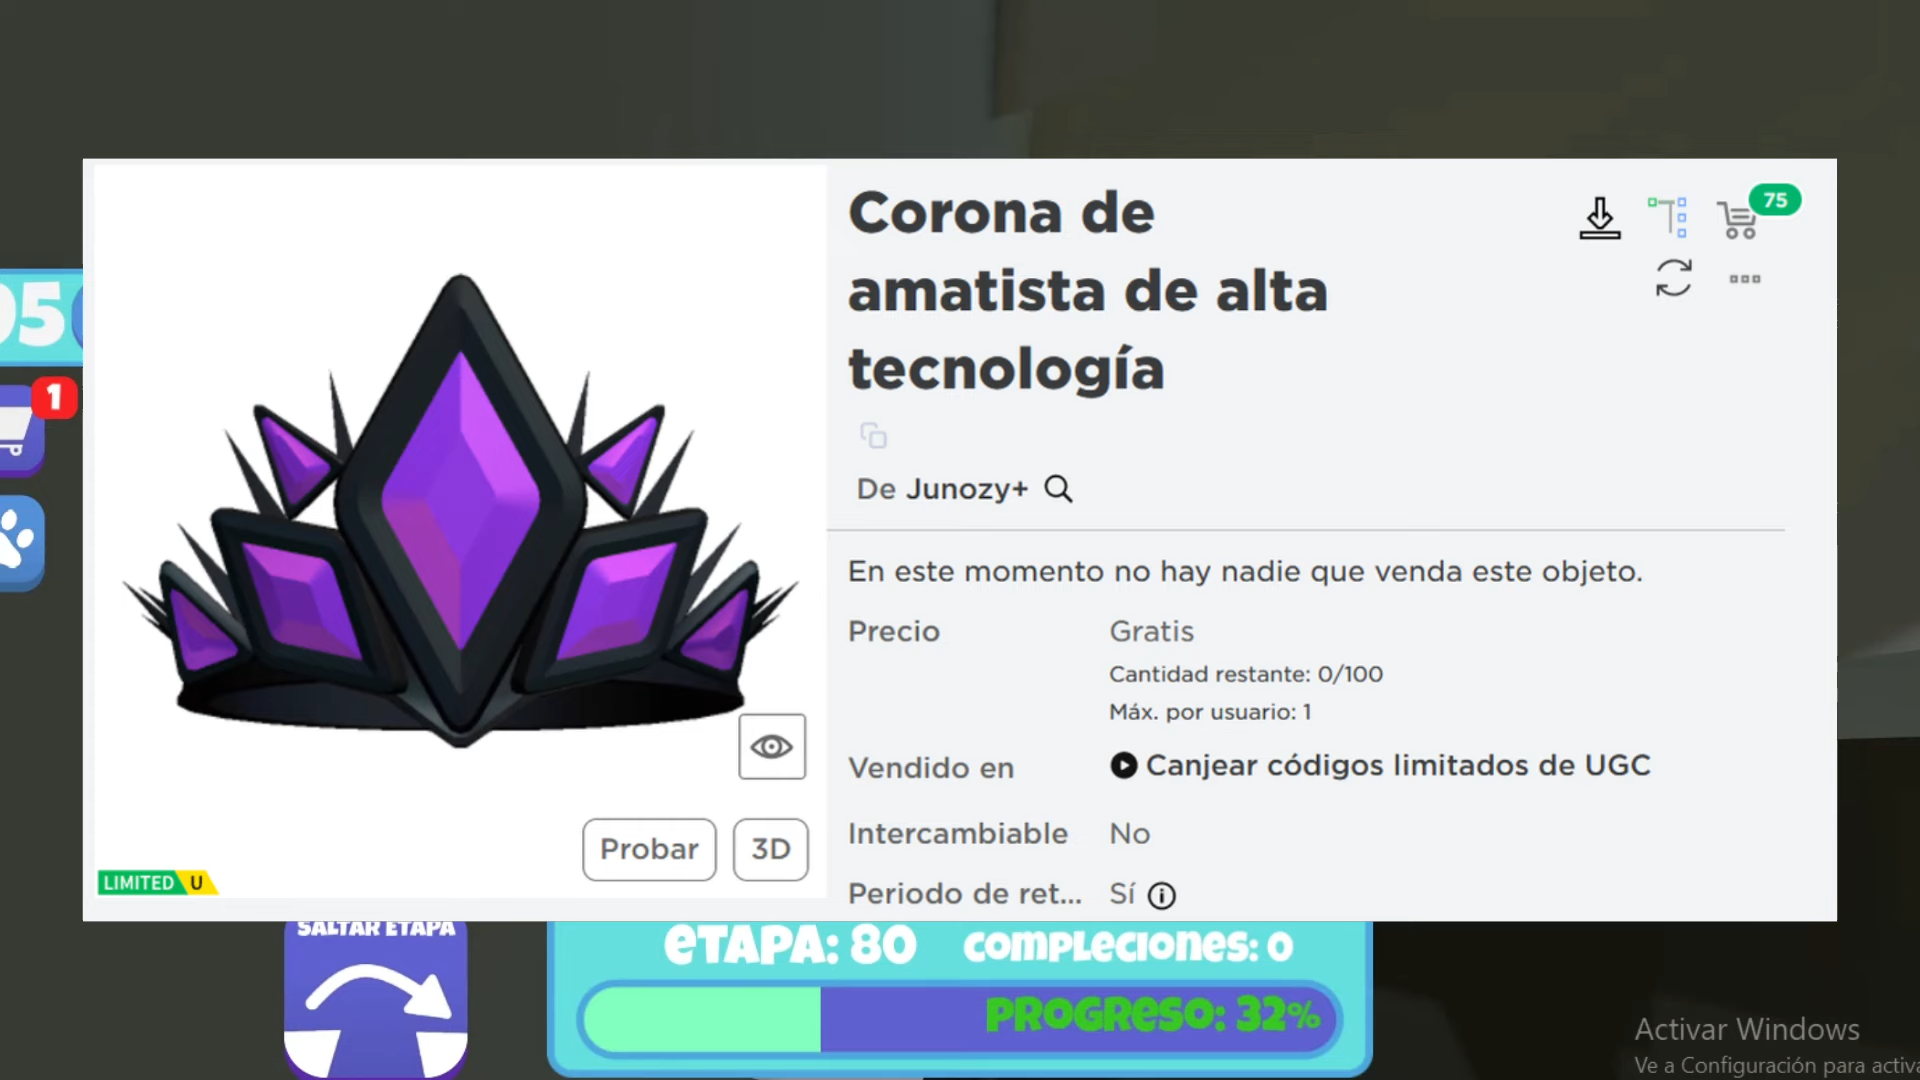 Corona de
amatista de alta
tecnología
75
De Junozy+
En este momento no hay nadie que venda este objeto.
Precio Gratis
Cantidad restante: 0/100
Máx. por usuario: 1
Vendido en Canjear códigos limitados de UGC
Intercambiable No
Periodo de ret... Sí
Probar 3D
LIMITED U
05
1
SALTAR ETAPA
ETAPA: 80 COMPLECIONES: 0
PROGRESO: 32%
Activar Windows
Ve a Configuración para activa